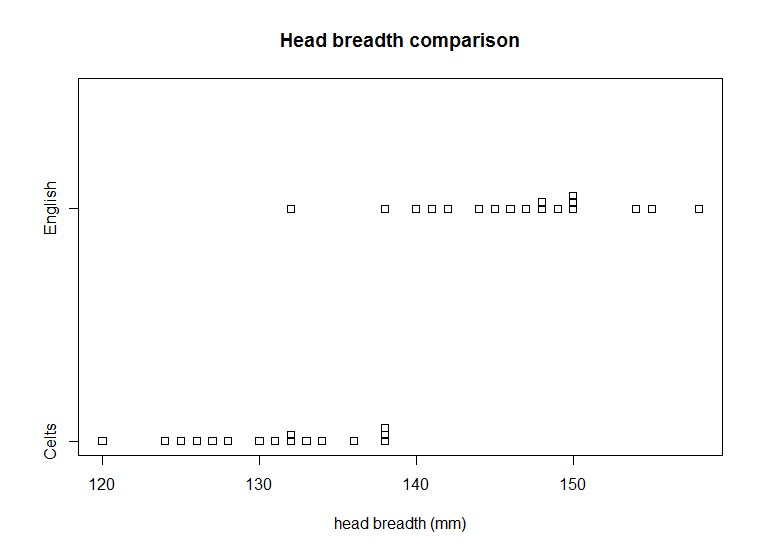 Head breadth comparison
English
Celts
120 130 140 150
head breadth (mm)